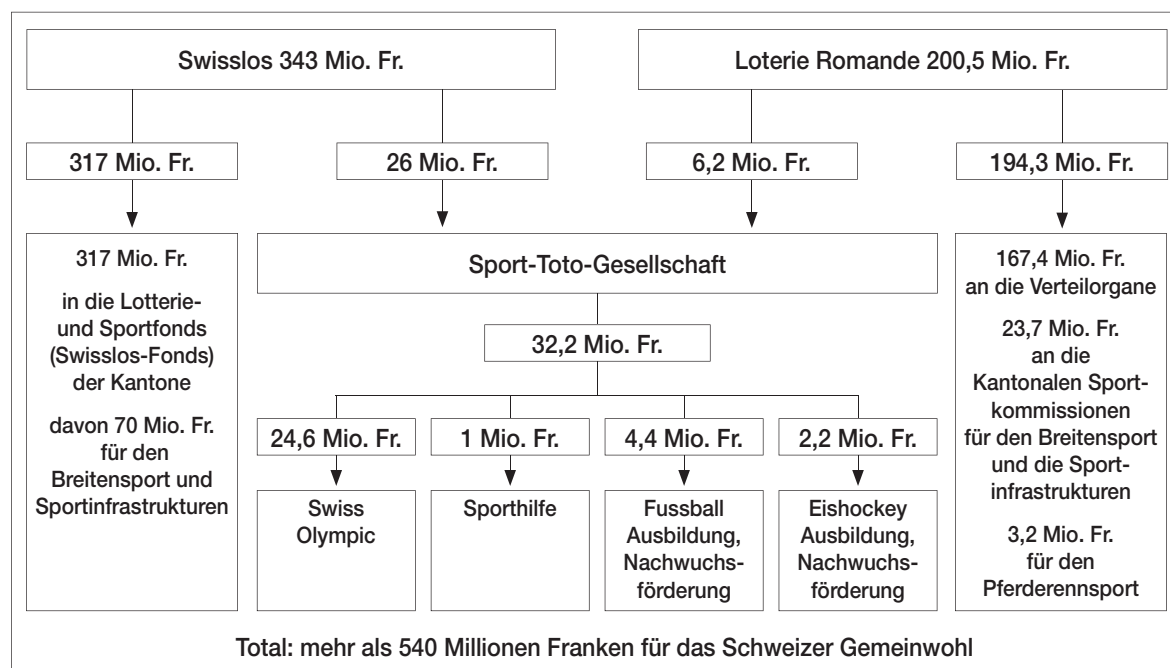 Swisslos 343 Mio. Fr.
Loterie Romande 200,5 Mio. Fr.
317 Mio. Fr.
26 Mio. Fr.
6,2 Mio. Fr.
194,3 Mio. Fr.
317 Mio. Fr.
in die Lotterie-
und Sportfonds
(Swisslos-Fonds)
der Kantone
davon 70 Mio. Fr.
für den
Breitensport und
Sportinfrastrukturen
Sport-Toto-Gesellschaft
32,2 Mio. Fr.
24,6 Mio. Fr.
1 Mio. Fr.
4,4 Mio. Fr.
2,2 Mio. Fr.
Swiss
Olympic
Sporthilfe
Fussball
Ausbildung,
Nachwuchs-
förderung
Eishockey
Ausbildung,
Nachwuchs-
förderung
167,4 Mio. Fr.
an die Verteilorgane
23,7 Mio. Fr.
an die
Kantonalen Sport-
kommissionen
für den Breitensport
und die Sport-
infrastrukturen
3,2 Mio. Fr.
für den
Pferderennsport
Total: mehr als 540 Millionen Franken für das Schweizer Gemeinwohl